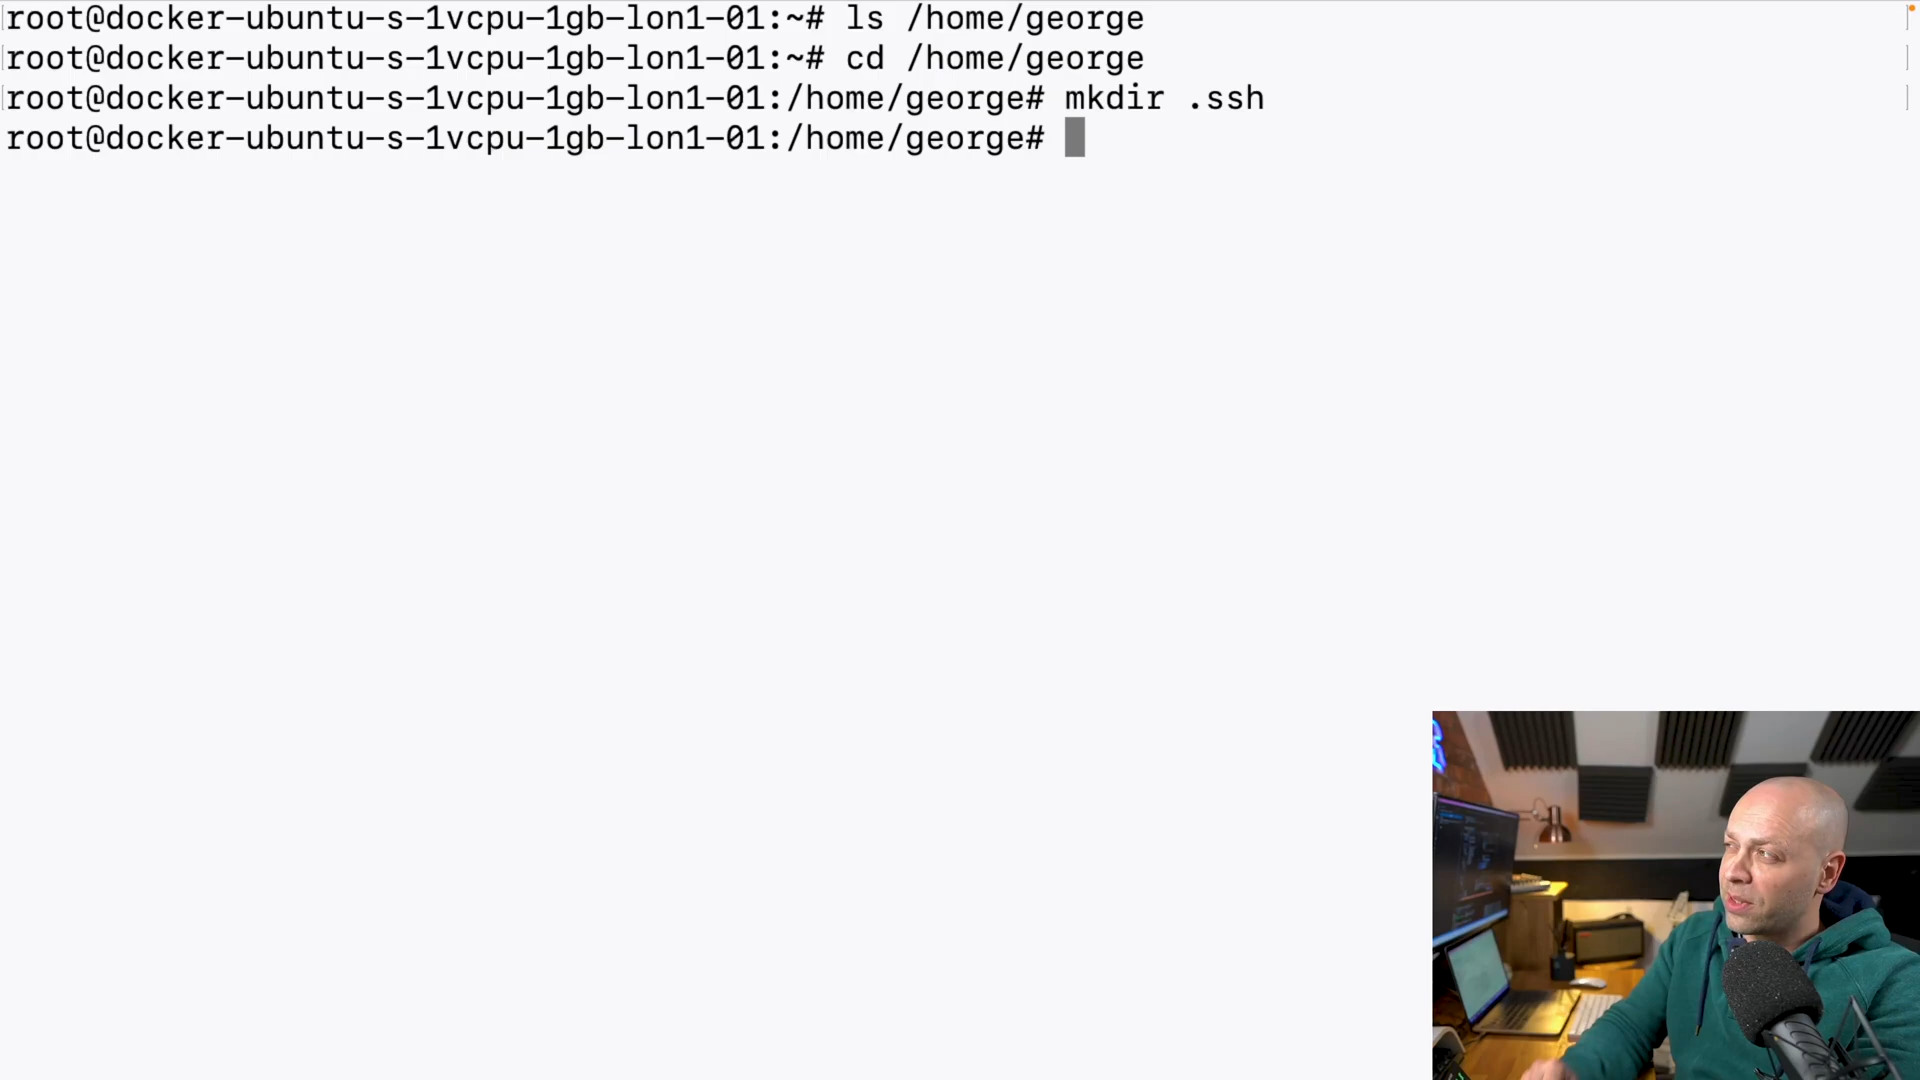 root@docker-ubuntu-s-1vcpu-1gb-lon1-01:~# ls /home/george
root@docker-ubuntu-s-1vcpu-1gb-lon1-01:~# cd /home/george
root@docker-ubuntu-s-1vcpu-1gb-lon1-01:/home/george# mkdir .ssh
root@docker-ubuntu-s-1vcpu-1gb-lon1-01:/home/george#